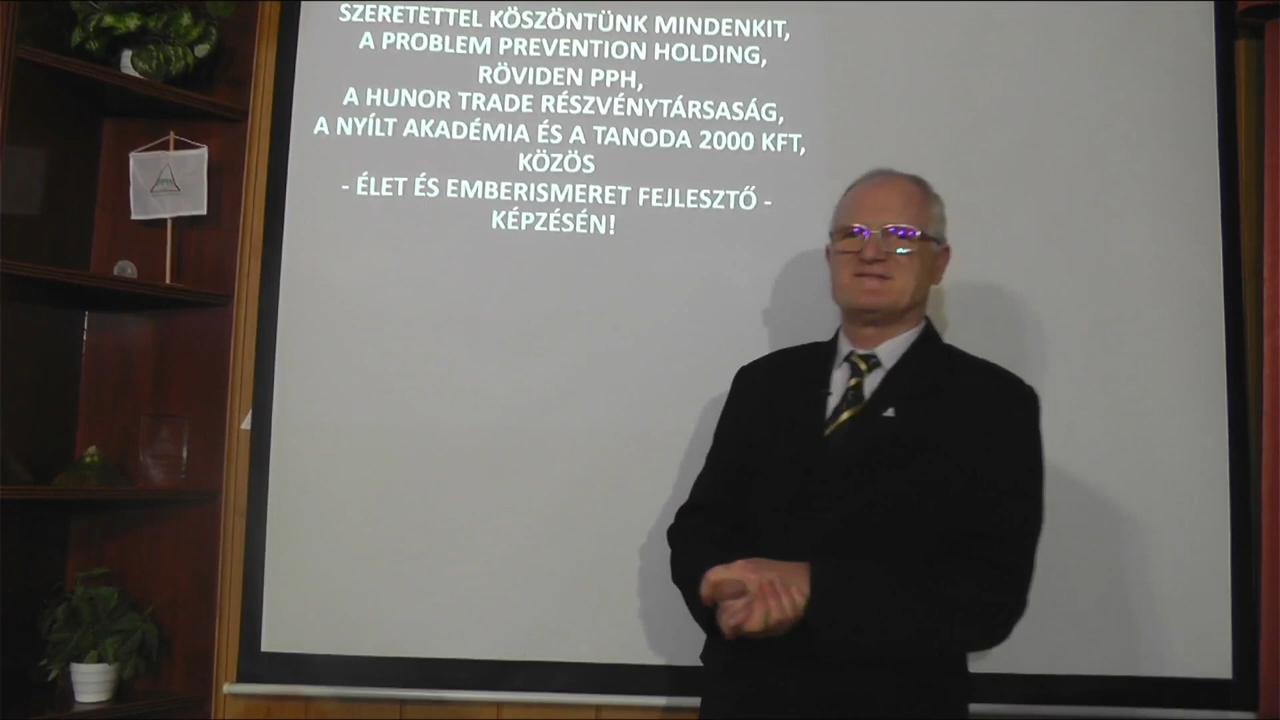 SZERETETTEL KÖSZÖNTÜNK MINDENKIT,
A PROBLEM PREVENTION HOLDING,
RÖVIDEN PPH,
A HUNOR TRADE RÉSZVÉNYTÁRSASÁG,
A NYÍLT AKADÉMIA ÉS A TANODA 2000 KFT,
KÖZÖS
- ÉLET ÉS EMBERISMERET FEJLESZTŐ -
KÉPZÉSÉN!